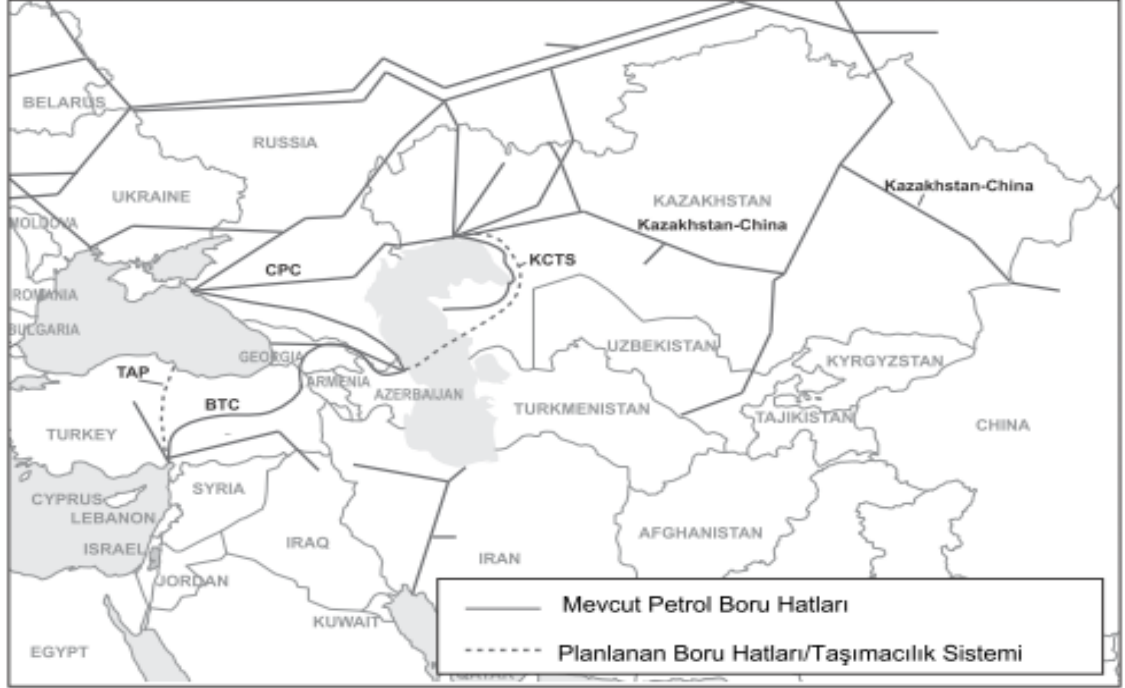 BELARUS
RUSSIA
UKRAINE
MOLDOVA
KAZAKHSTAN
Kazakhstan-China
Kazakhstan-China
KCTS
CPC
ROMANIA
BULGARIA
GEORGIA
UZBEKISTAN
KYRGYZSTAN
TAP
ARMENIA
AZERBAIJAN
BTC
TURKMENISTAN
TAJIKISTAN
CHINA
TURKEY
SYRIA
CYPRUS
LEBANON
AFGHANISTAN
ISRAEL
IRAQ
IRAN
JORDAN
KUWAIT
EGYPT
QATAR
Mevcut Petrol Boru Hatları
Planlanan Boru Hatları/Taşımacılık Sistemi